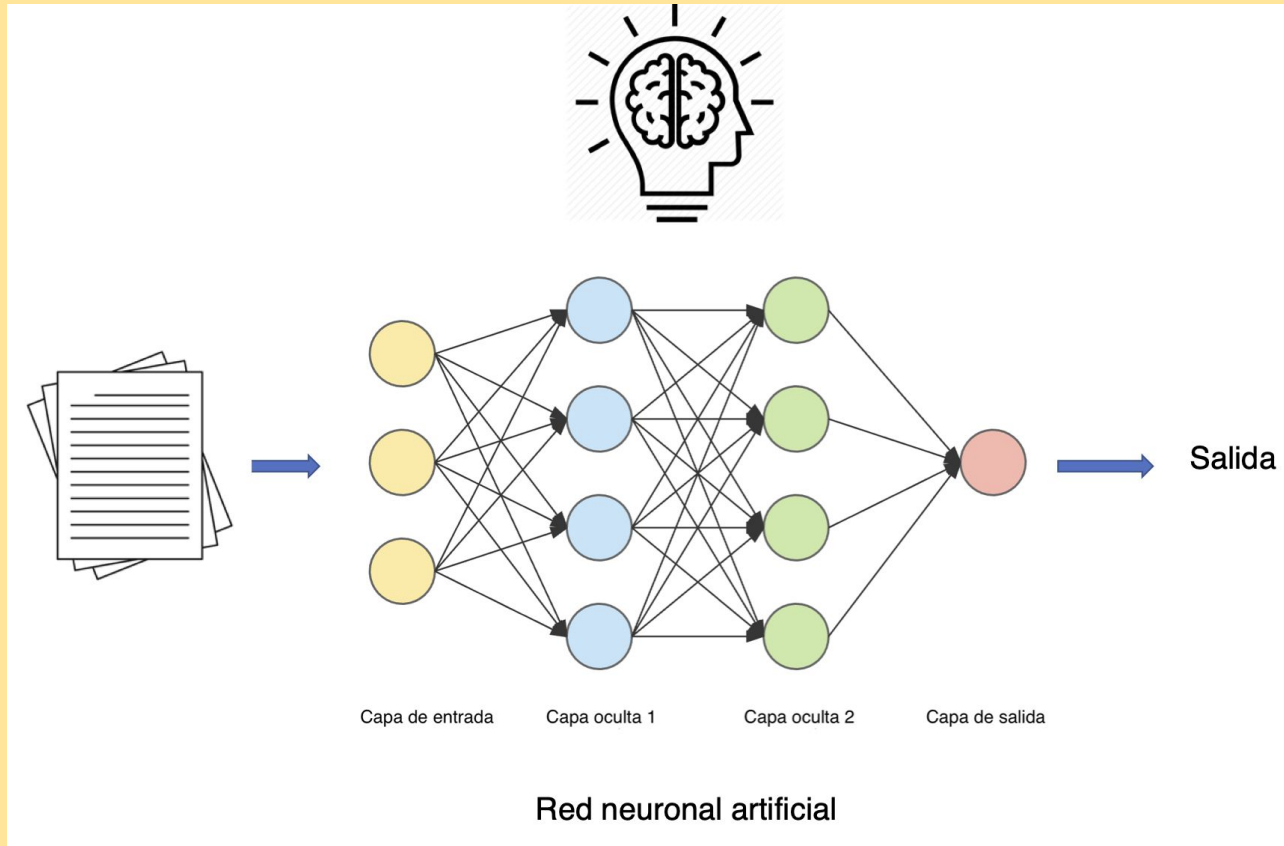 Salida
Capa de entrada
Capa oculta 1
Capa oculta 2
Capa de salida
Red neuronal artificial